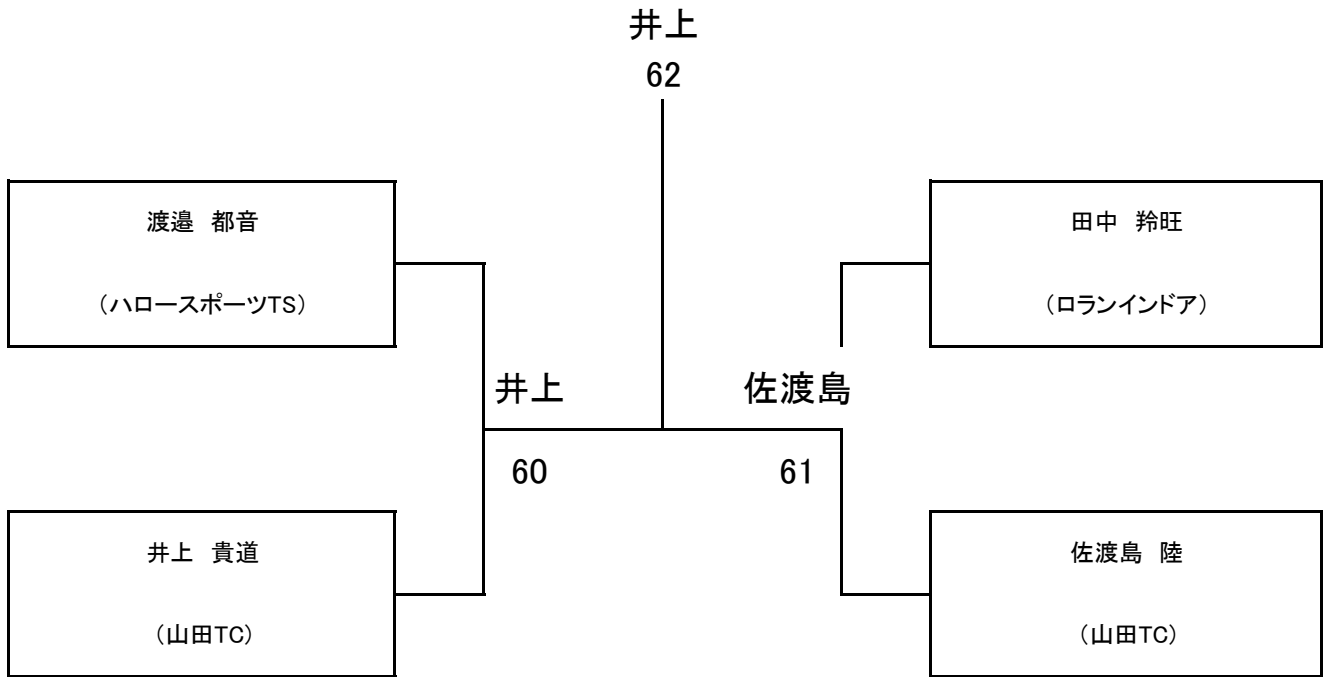 井上
62
渡邉 都音
（ハロースポーツTS）
田中 羚旺
（ロランインドア）
井上
佐渡島
60
61
井上 貴道
（山田TC）
佐渡島 陸
（山田TC）